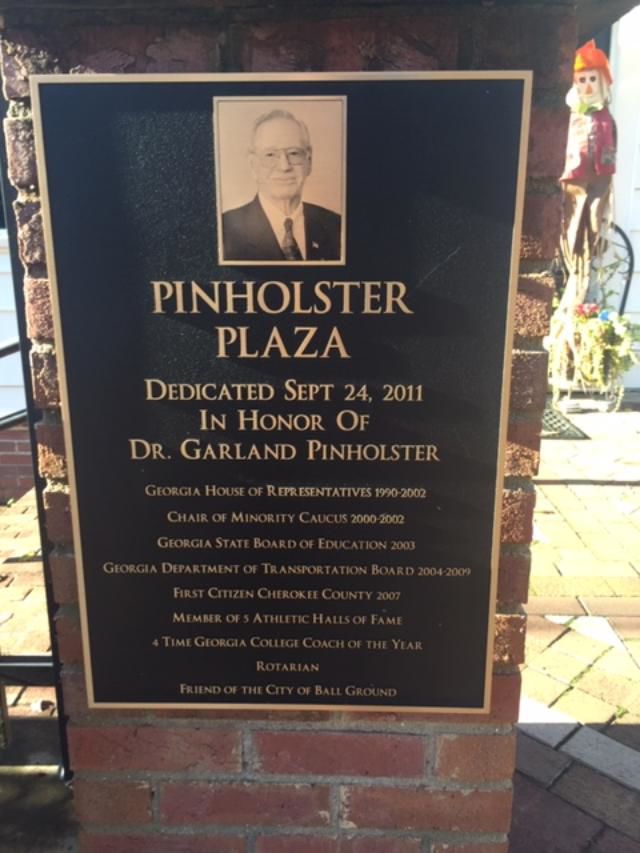 PINHOLSTER
PLAZA
DEDICATED SEPT 24, 2011
IN HONOR OF
DR. GARLAND PINHOLSTER
GEORGIA HOUSE OF REPRESENTATIVES 1990-2002
CHAIR OF MINORITY CAUCUS 2000-2002
GEORGIA STATE BOARD OF EDUCATION 2003
GEORGIA DEPARTMENT OF TRANSPORTATION BOARD 2004-2009
FIRST CITIZEN CHEROKEE COUNTY 2007
MEMBER OF 5 ATHLETIC HALLS OF FAME
4 TIME GEORGIA COLLEGE COACH OF THE YEAR
ROTARIAN
FRIEND OF THE CITY OF BALL GROUND